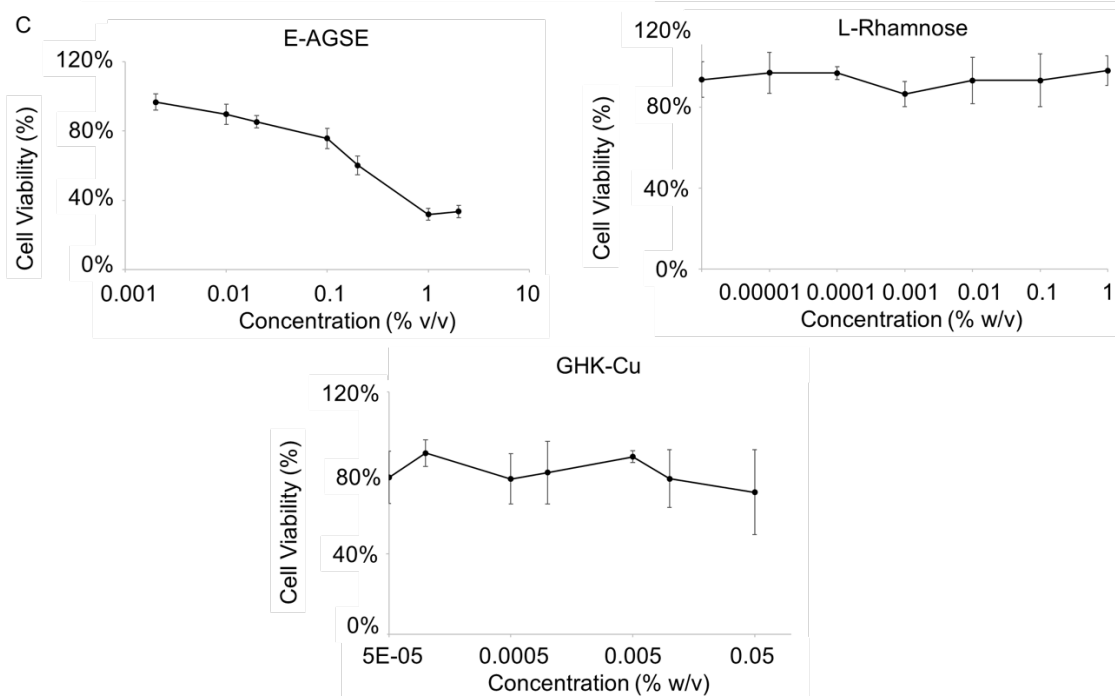 C
E-AGSE
120%
80%
40%
0%
Cell Viability (%)
0.001 0.01 0.1 1 10
Concentration (% v/v)
L-Rhamnose
120%
80%
40%
0%
Cell Viability (%)
0.00001 0.0001 0.001 0.01 0.1 1
Concentration (% w/v)
GHK-Cu
120%
80%
40%
0%
Cell Viability (%)
5E-05 0.0005 0.005 0.05
Concentration (% w/v)